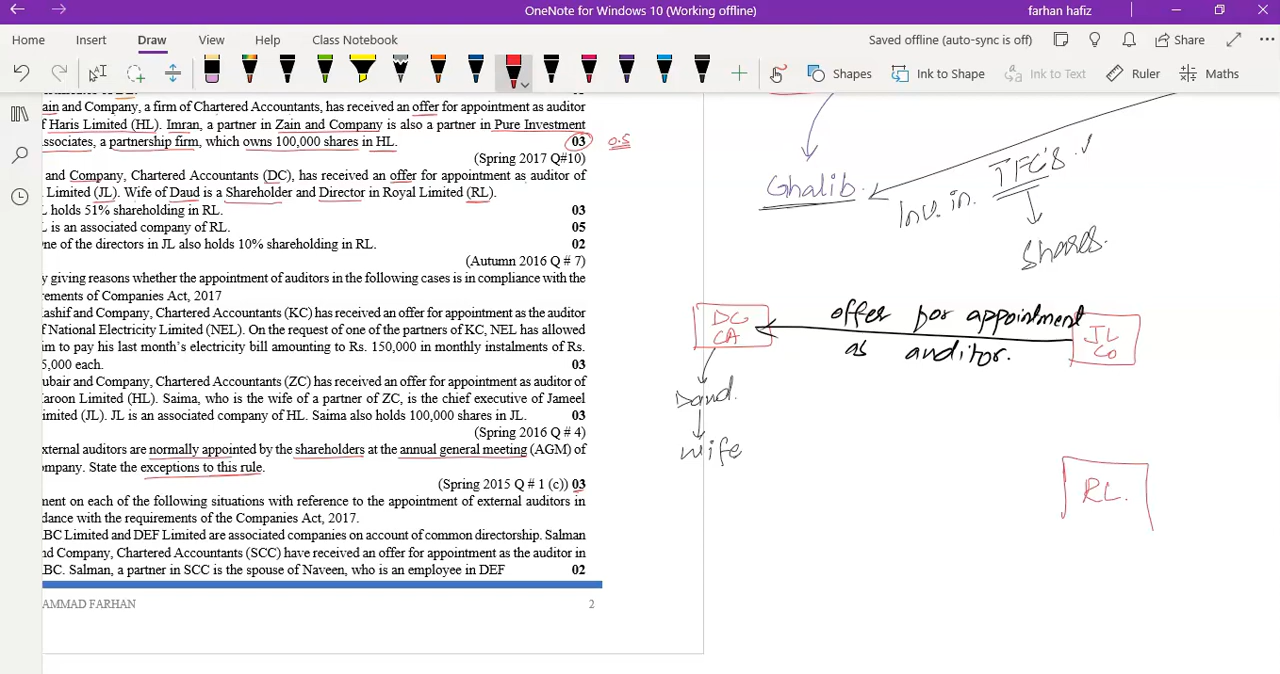 OneNote for Windows 10 (Working offline)
farhan hafiz
Home Insert Draw View Help Class Notebook
Saved offline (auto-sync is off) Share
Shapes Ink to Shape Ink to Text Ruler Maths
ain and Company, a firm of Chartered Accountants, has received an offer for appointment as auditor
f Haris Limited (HL). Imran, a partner in Zain and Company is also a partner in Pure Investment
ssociates, a partnership firm, which owns 100,000 shares in HL. 03 0.5
(Spring 2017 Q#10)
and Company, Chartered Accountants (DC), has received an offer for appointment as auditor of
Limited (JL). Wife of Daud is a Shareholder and Director in Royal Limited (RL).
L holds 51% shareholding in RL. 03
L is an associated company of RL. 05
One of the directors in JL also holds 10% shareholding in RL. 02
(Autumn 2016 Q # 7)
y giving reasons whether the appointment of auditors in the following cases is in compliance with the
rements of Companies Act, 2017
ashif and Company, Chartered Accountants (KC) has received an offer for appointment as the auditor
f National Electricity Limited (NEL). On the request of one of the partners of KC, NEL has allowed
im to pay his last month's electricity bill amounting to Rs. 150,000 in monthly instalments of Rs.
5,000 each. 03
ubair and Company, Chartered Accountants (ZC) has received an offer for appointment as auditor of
aroon Limited (HL). Saima, who is the wife of a partner of ZC, is the chief executive of Jameel
imited (JL). JL is an associated company of HL. Saima also holds 100,000 shares in JL. 03
(Spring 2016 Q # 4)
xternal auditors are normally appointed by the shareholders at the annual general meeting (AGM) of
ompany. State the exceptions to this rule.
(Spring 2015 Q # 1 (c)) 03
ment on each of the following situations with reference to the appointment of external auditors in
dance with the requirements of the Companies Act, 2017.
BC Limited and DEF Limited are associated companies on account of common directorship. Salman
nd Company, Chartered Accountants (SCC) have received an offer for appointment as the auditor in
BC. Salman, a partner in SCC is the spouse of Naveen, who is an employee in DEF 02
AMMAD FARHAN 2
Ghalib.
Inv. in. TFC's
Shares.
DC
CA
offer for appointment
as auditor.
JL
CO
Daud.
Wife
RL.